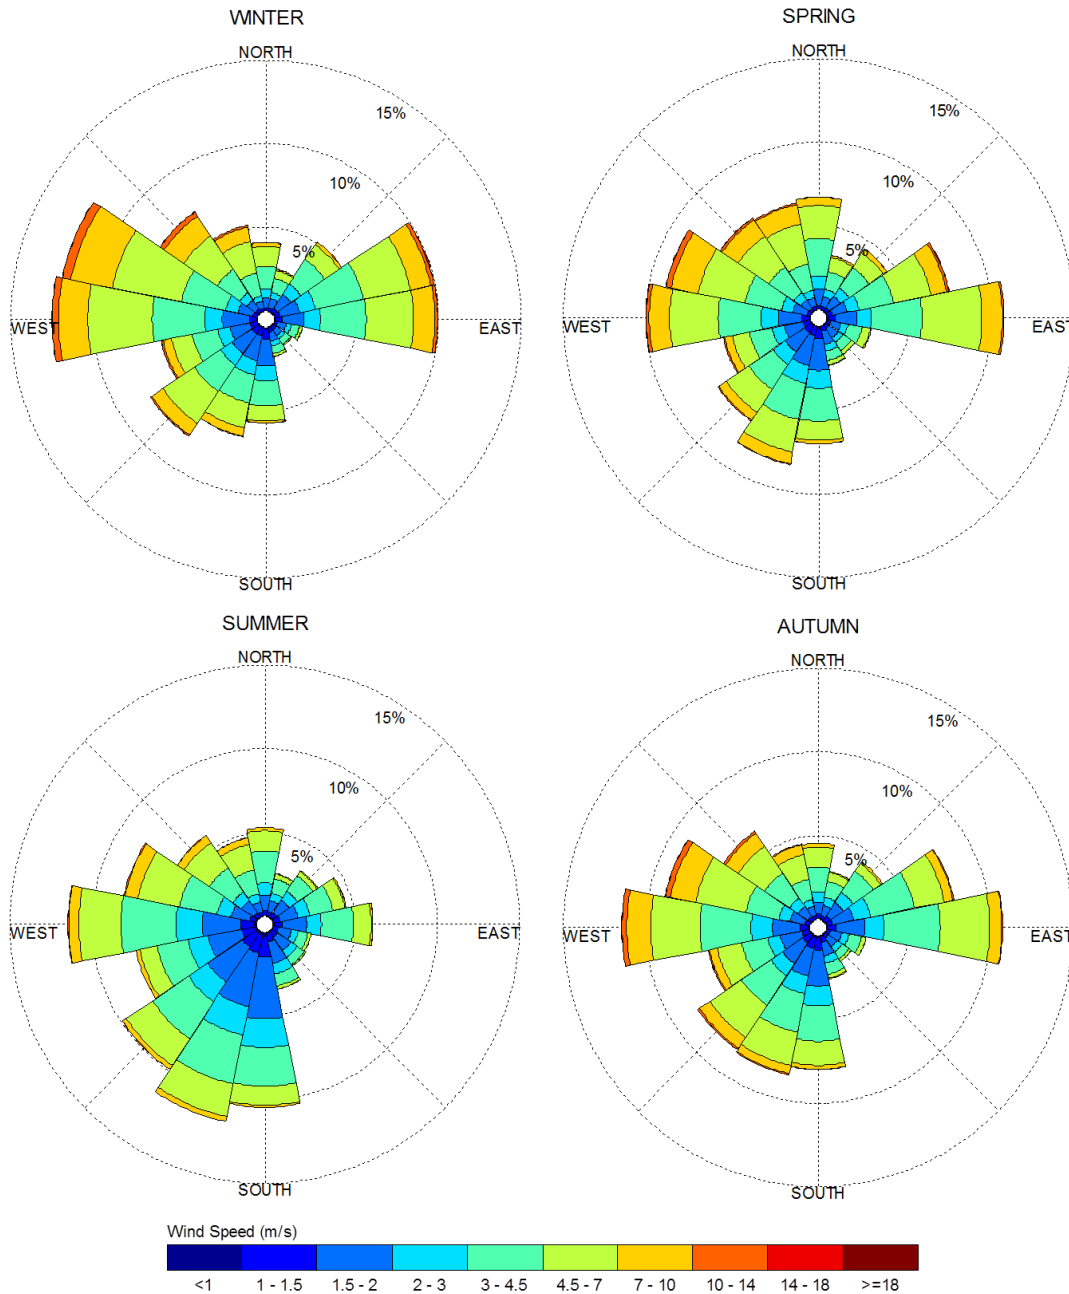 WINTER
SPRING
NORTH
NORTH
15%
15%
10%
10%
5%
5%
WEST
EAST
WEST
EAST
SOUTH
SOUTH
SUMMER
AUTUMN
NORTH
NORTH
15%
15%
10%
10%
5%
5%
WEST
EAST
WEST
EAST
SOUTH
SOUTH
Wind Speed (m/s)
<1 1 - 1.5 1.5 - 2 2 - 3 3 - 4.5 4.5 - 7 7 - 10 10 - 14 14 - 18 >=18